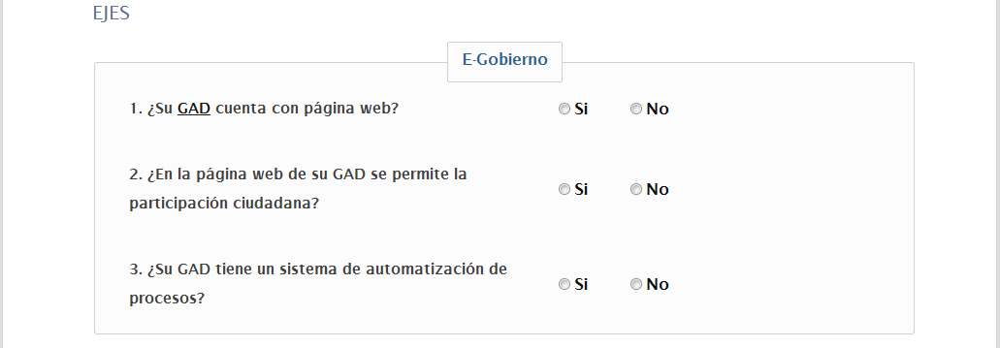 EJES
E-Gobierno
1. ¿Su GAD cuenta con página web? Si No
2. ¿En la página web de su GAD se permite la
participación ciudadana? Si No
3. ¿Su GAD tiene un sistema de automatización de
procesos? Si No